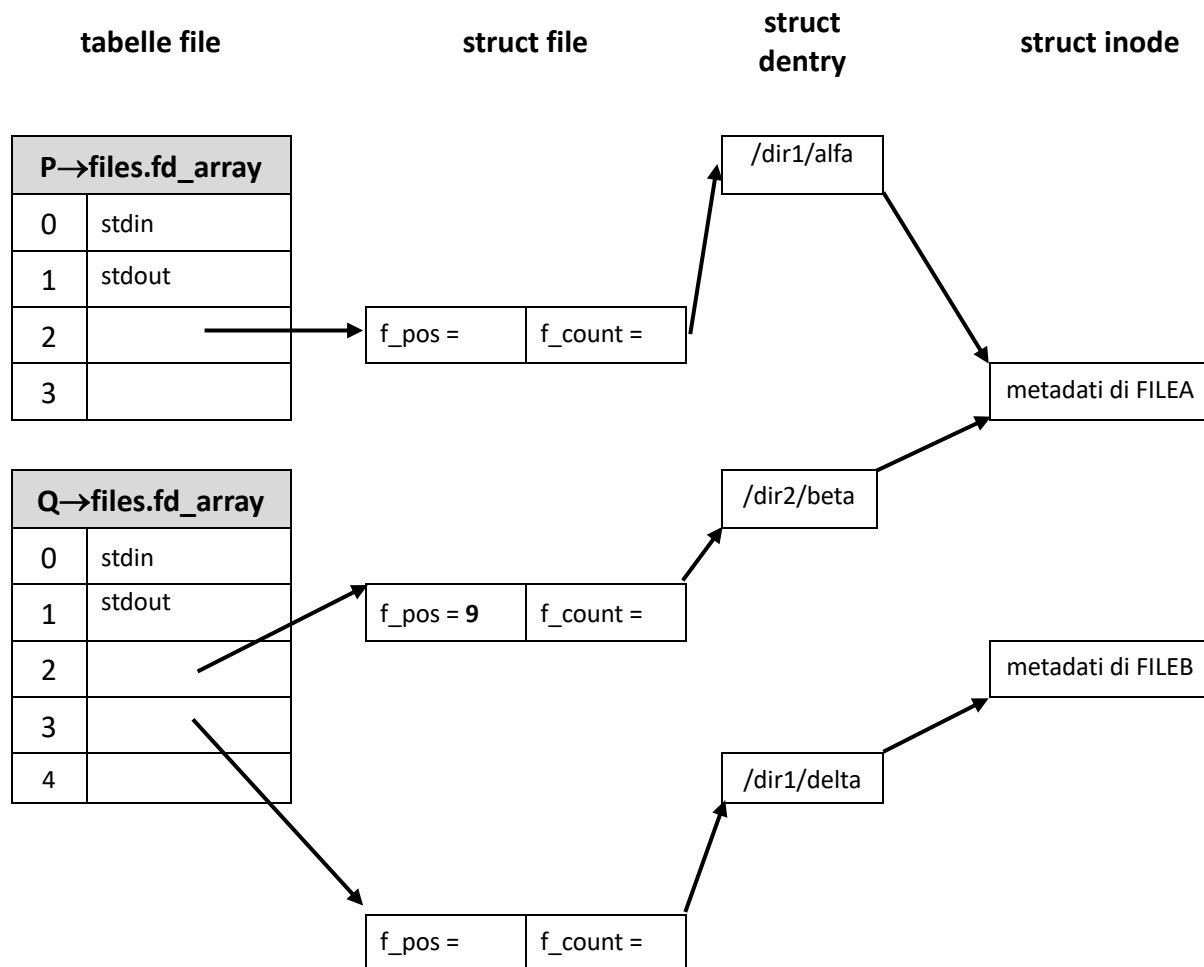 tabelle file
struct file
struct
dentry
struct inode
P→files.fd_array
0 stdin
1 stdout
2
3
f_pos = f_count =
/dir1/alfa
metadati di FILEA
Q→files.fd_array
0 stdin
1 stdout
2
3
4
f_pos = 9 f_count =
/dir2/beta
metadati di FILEB
/dir1/delta
f_pos = f_count =